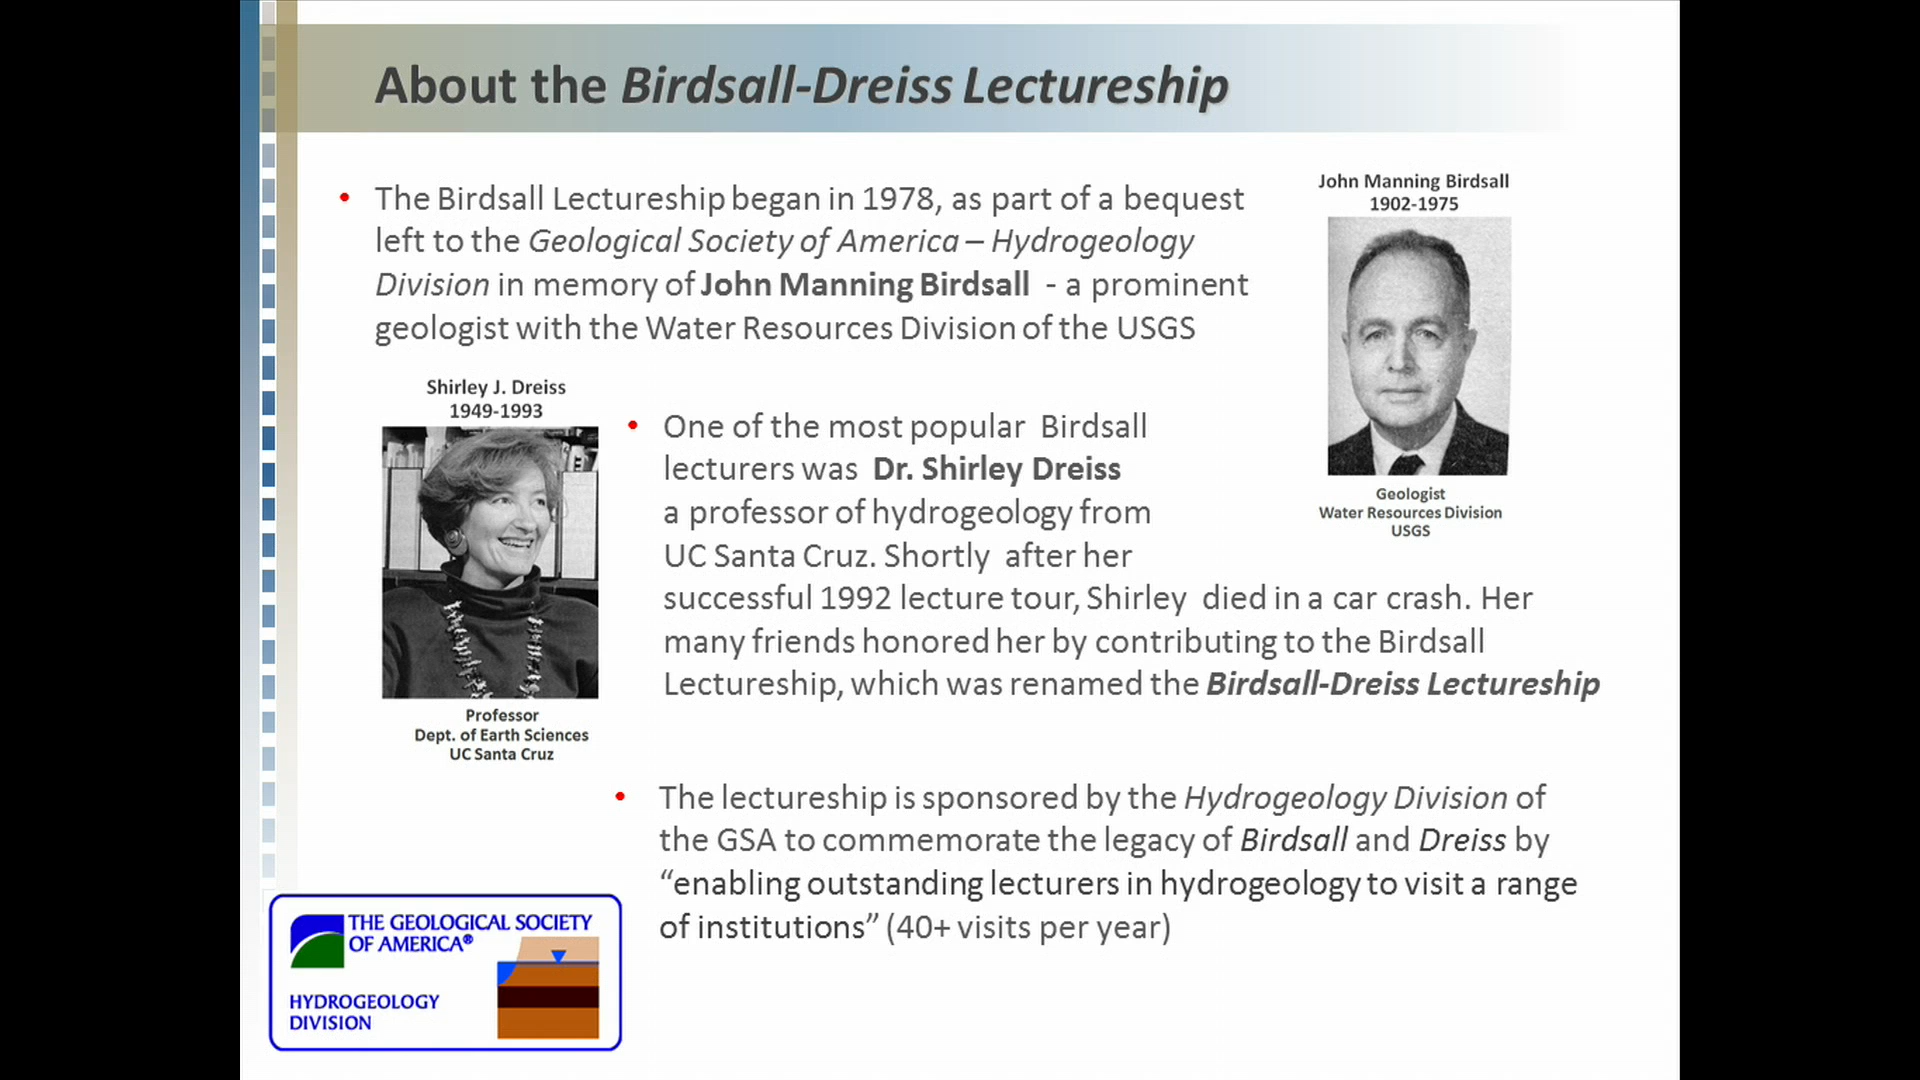 About the Birdsall-Dreiss Lectureship
• The Birdsall Lectureship began in 1978, as part of a bequest
left to the Geological Society of America – Hydrogeology
Division in memory of John Manning Birdsall - a prominent
geologist with the Water Resources Division of the USGS
John Manning Birdsall
1902-1975
Geologist
Water Resources Division
USGS
Shirley J. Dreiss
1949-1993
Professor
Dept. of Earth Sciences
UC Santa Cruz
• One of the most popular Birdsall
lecturers was Dr. Shirley Dreiss
a professor of hydrogeology from
UC Santa Cruz. Shortly after her
successful 1992 lecture tour, Shirley died in a car crash. Her
many friends honored her by contributing to the Birdsall
Lectureship, which was renamed the Birdsall-Dreiss Lectureship
• The lectureship is sponsored by the Hydrogeology Division of
the GSA to commemorate the legacy of Birdsall and Dreiss by
“enabling outstanding lecturers in hydrogeology to visit a range
of institutions” (40+ visits per year)
THE GEOLOGICAL SOCIETY
OF AMERICA®
HYDROGEOLOGY
DIVISION